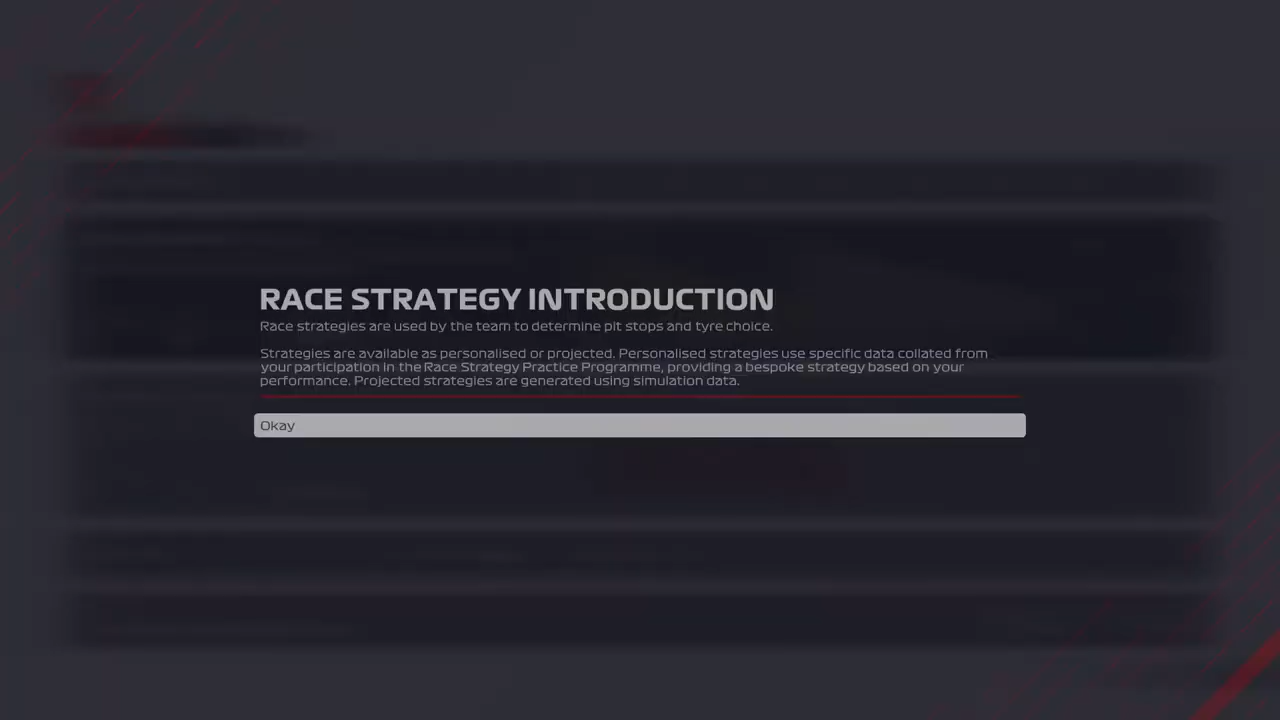 RACE STRATEGY INTRODUCTION
Race strategies are used by the team to determine pit stops and tyre choice.
Strategies are available as personalised or projected. Personalised strategies use specific data collated from
your participation in the Race Strategy Practice Programme, providing a bespoke strategy based on your
performance. Projected strategies are generated using simulation data.
Okay